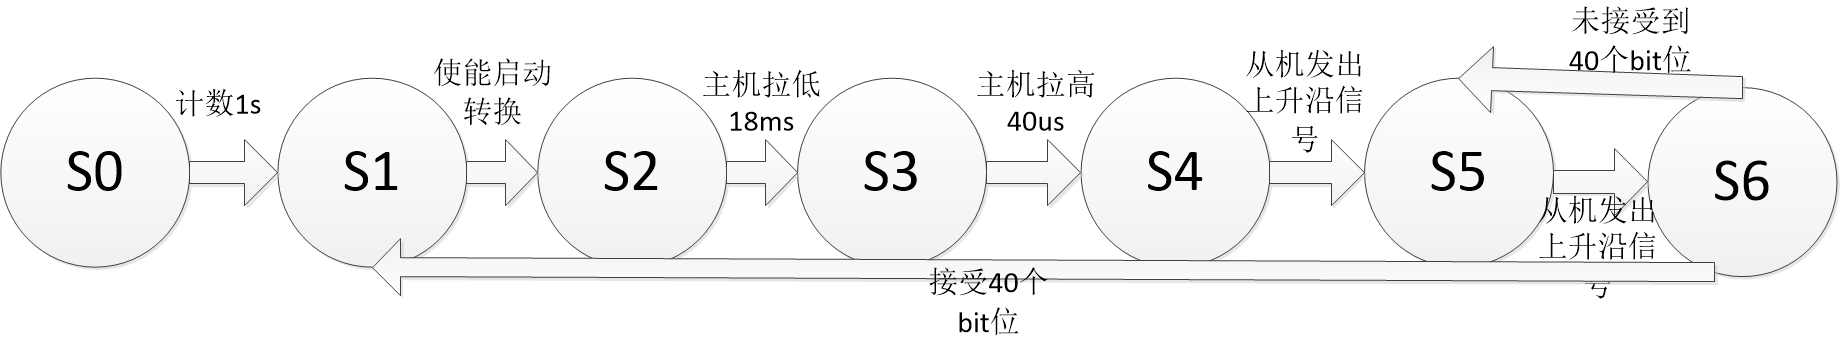 S0
计数1s
S1
使能启动
转换
S2
主机拉低
18ms
S3
主机拉高
40us
S4
从机发出
上升沿信
号
S5
未接受到
40个bit位
从机发出
上升沿信
号
S6
接受40个
bit位